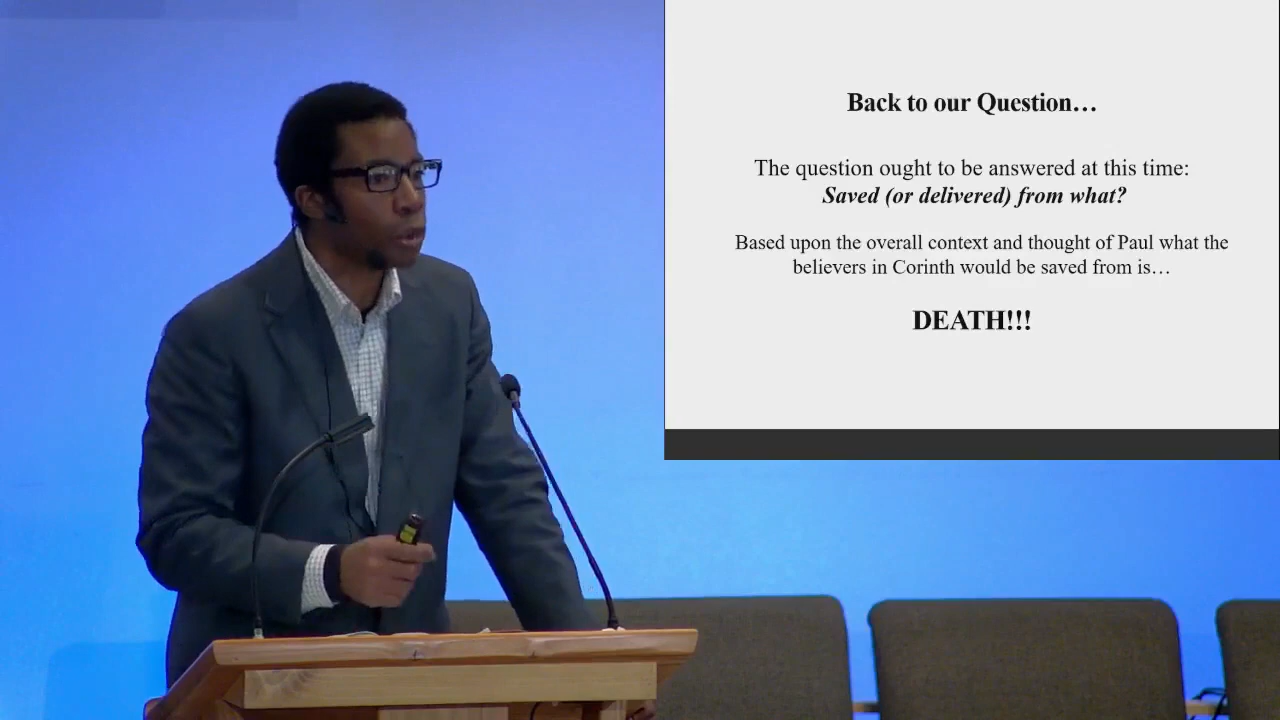 Back to our Question…
The question ought to be answered at this time:
Saved (or delivered) from what?
Based upon the overall context and thought of Paul what the
believers in Corinth would be saved from is…
DEATH!!!